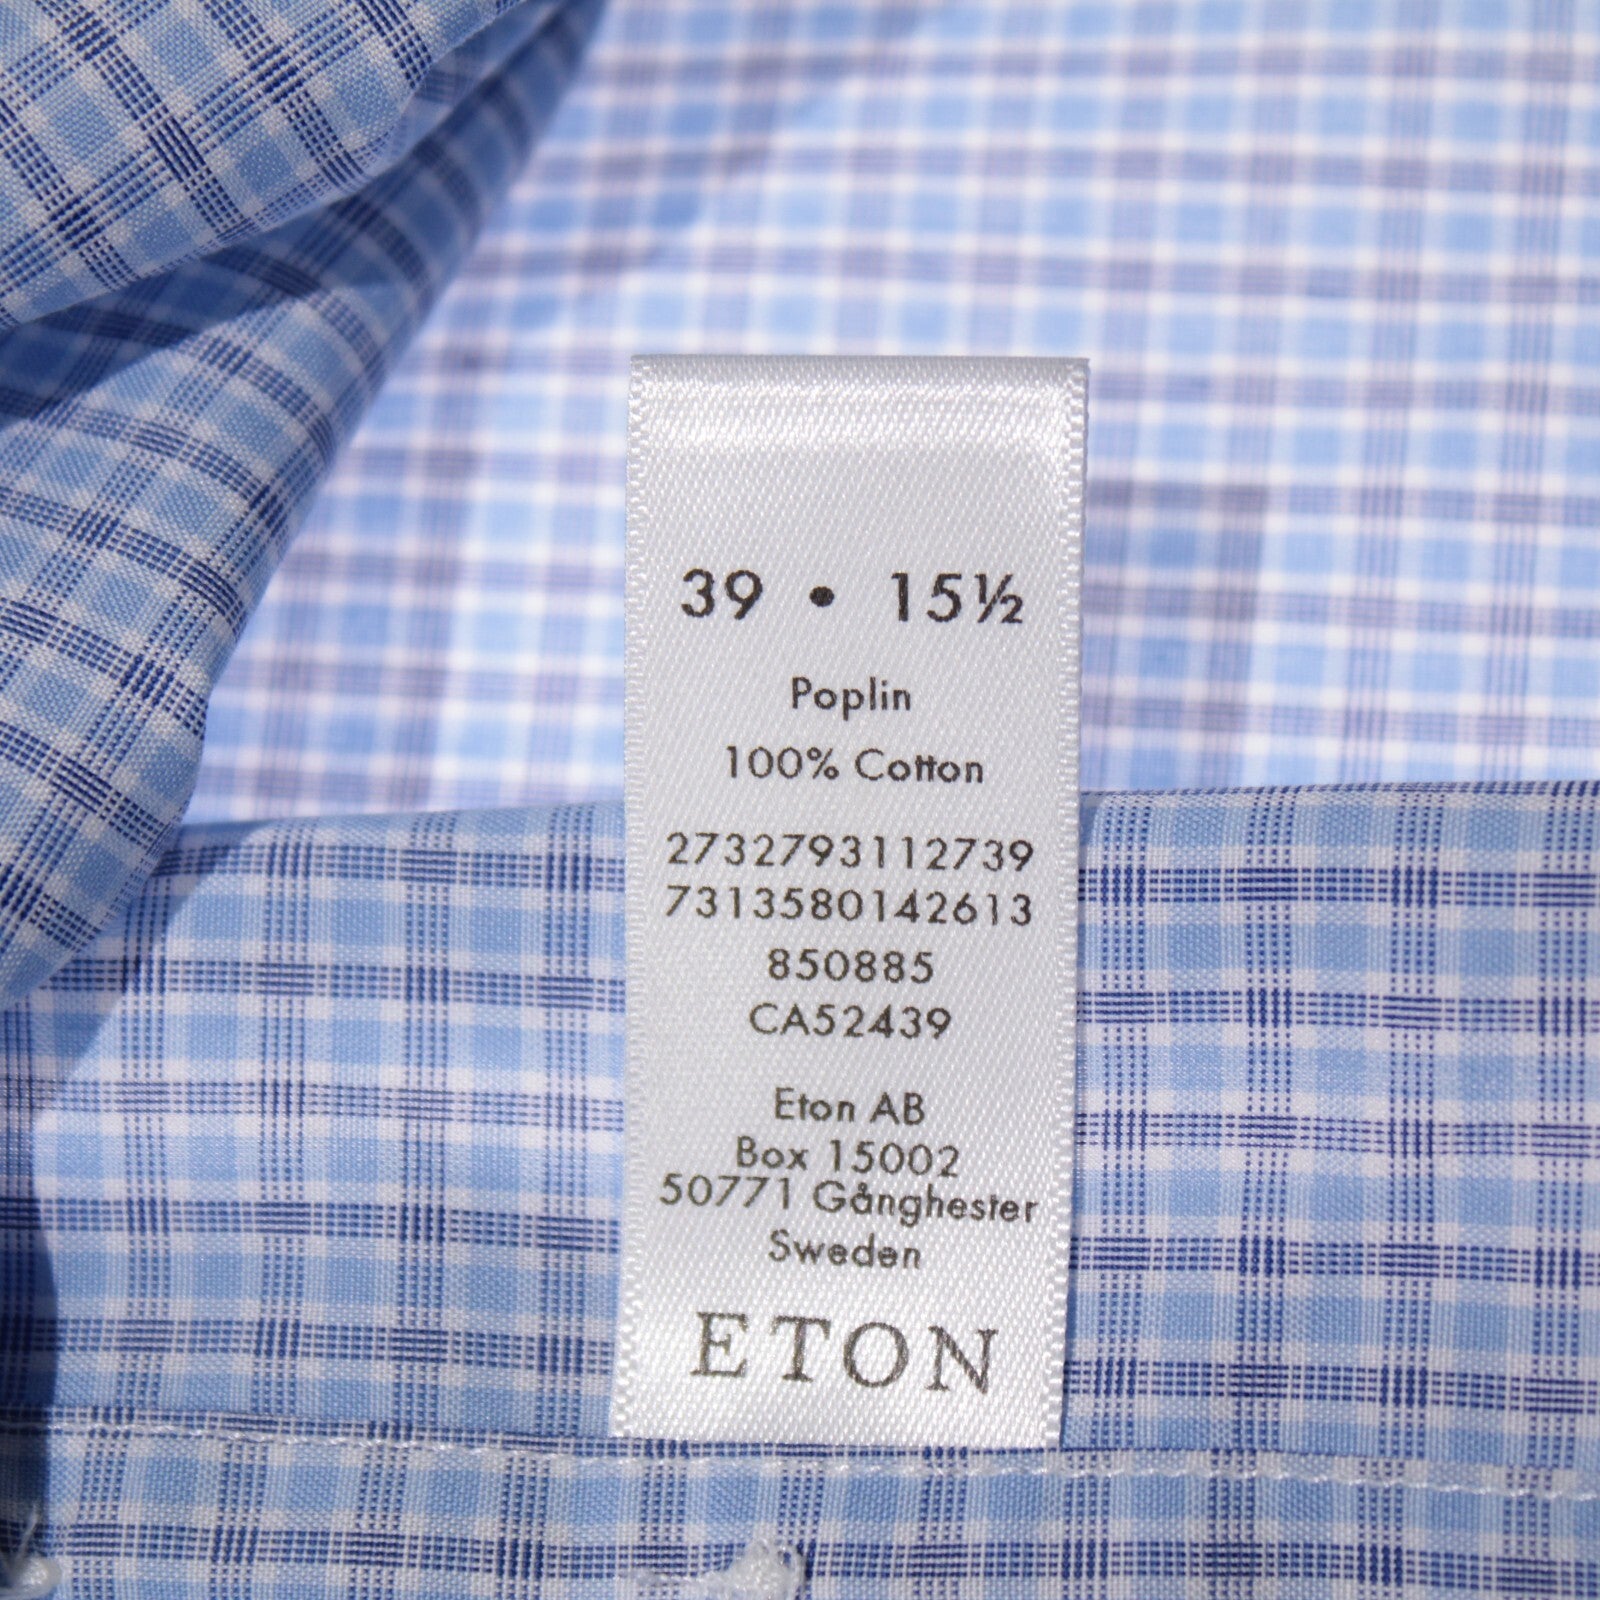 39 • 15½
Poplin
100% Cotton
2732793112739
7313580142613
850885
CA52439
Eton AB
Box 15002
50771 Gånghester
Sweden
ETON